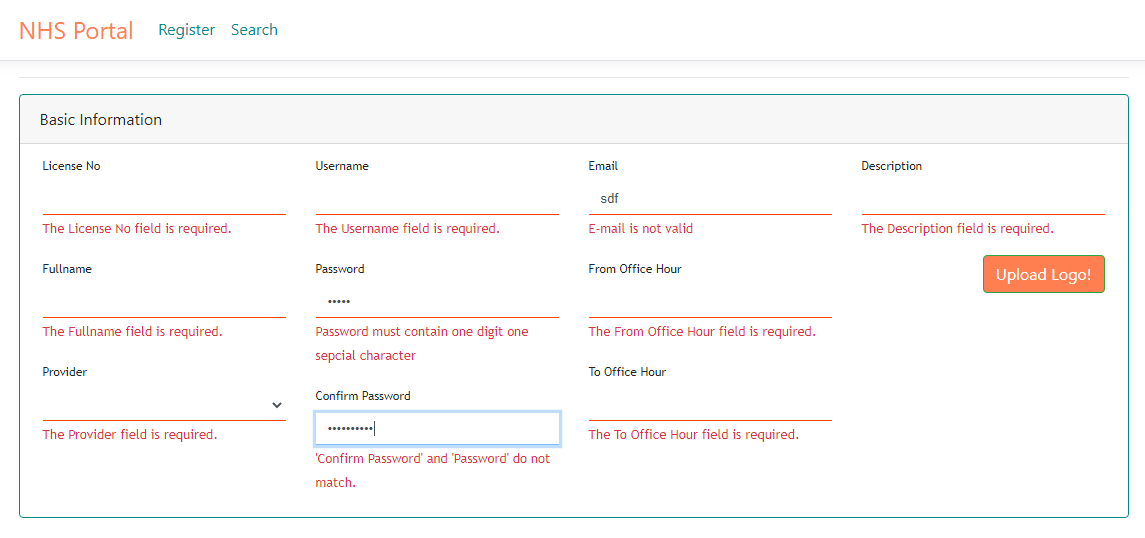 NHS Portal Register Search
Basic Information
License No
The License No field is required.
Username
The Username field is required.
Email
sdf
E-mail is not valid
Description
The Description field is required.
Fullname
The Fullname field is required.
Password
•••••
Password must contain one digit one
sepcial character
From Office Hour
The From Office Hour field is required.
Upload Logo!
Provider
The Provider field is required.
Confirm Password
••••••••••
'Confirm Password' and 'Password' do not
match.
To Office Hour
The To Office Hour field is required.